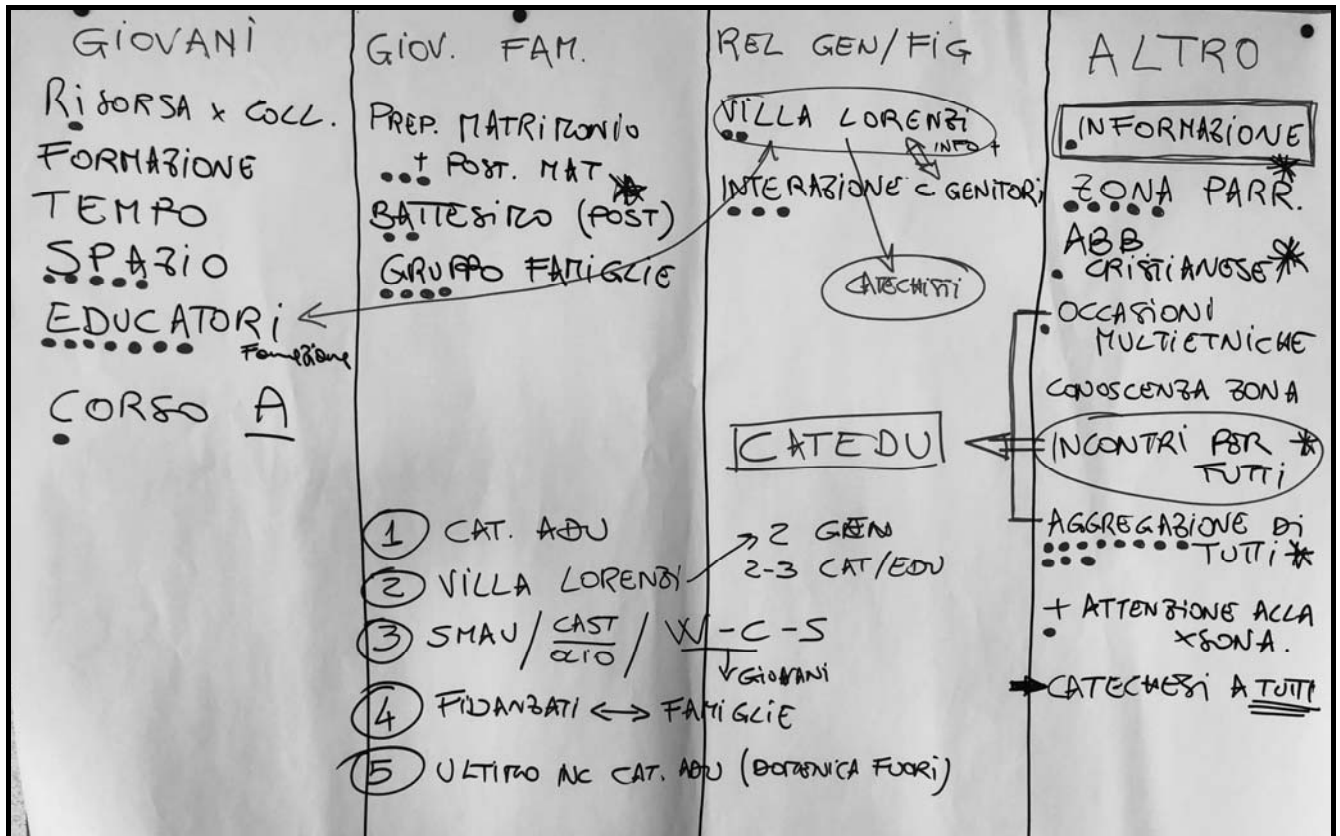 GIOVANI
RISORSA x COLL.
FORMAZIONE
TEMPO
SPAZIO
EDUCATORI
Formazione
CORSO A
GIOV. FAM.
PREP. MATRIMONIO
+ POST. MAT
BATTESIMO (POST)
GRUPPO FAMIGLIE
REL GEN/FIG
VILLA LORENZI
INFO +
INTERAZIONE C GENITORI
CATECHISTI
CATEDU
ALTRO
INFORMAZIONE
ZONA PARR.
ABB.
CRISTIANESE
OCCASIONI
MULTIETNICHE
CONOSCENZA ZONA
INCONTRI PER
TUTTI
AGGREGAZIONE DI
TUTTI
+ ATTENZIONE ALLA
XSONA.
CATECHESI A TUTTI
1 CAT. ADU
2 VILLA LORENZI
2 GEN
2-3 CAT/EDU
3 SMAU / CAST / W-C-S
GIOVANI
4 FIDANZATI ↔ FAMIGLIE
5 ULTIMO INC CAT. ADU (DOMENICA FUORI)